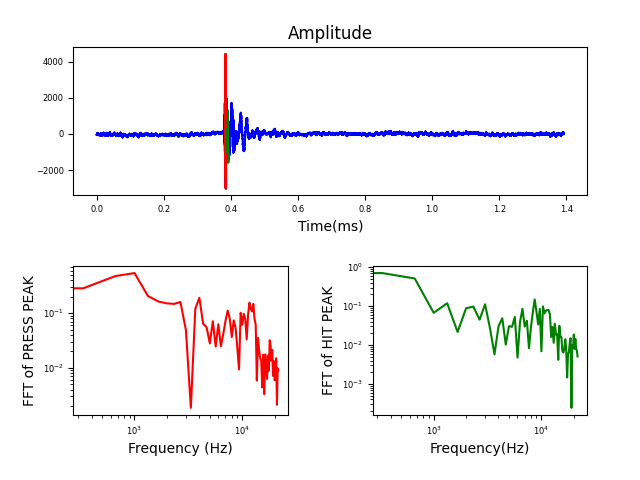 Amplitude
4000
2000
0
−2000
0.0 0.2 0.4 0.6 0.8 1.0 1.2 1.4
Time(ms)
FFT of PRESS PEAK
10⁻¹
10⁻²
10³ 10⁴
Frequency (Hz)
FFT of HIT PEAK
10⁰
10⁻¹
10⁻²
10⁻³
10³ 10⁴
Frequency(Hz)